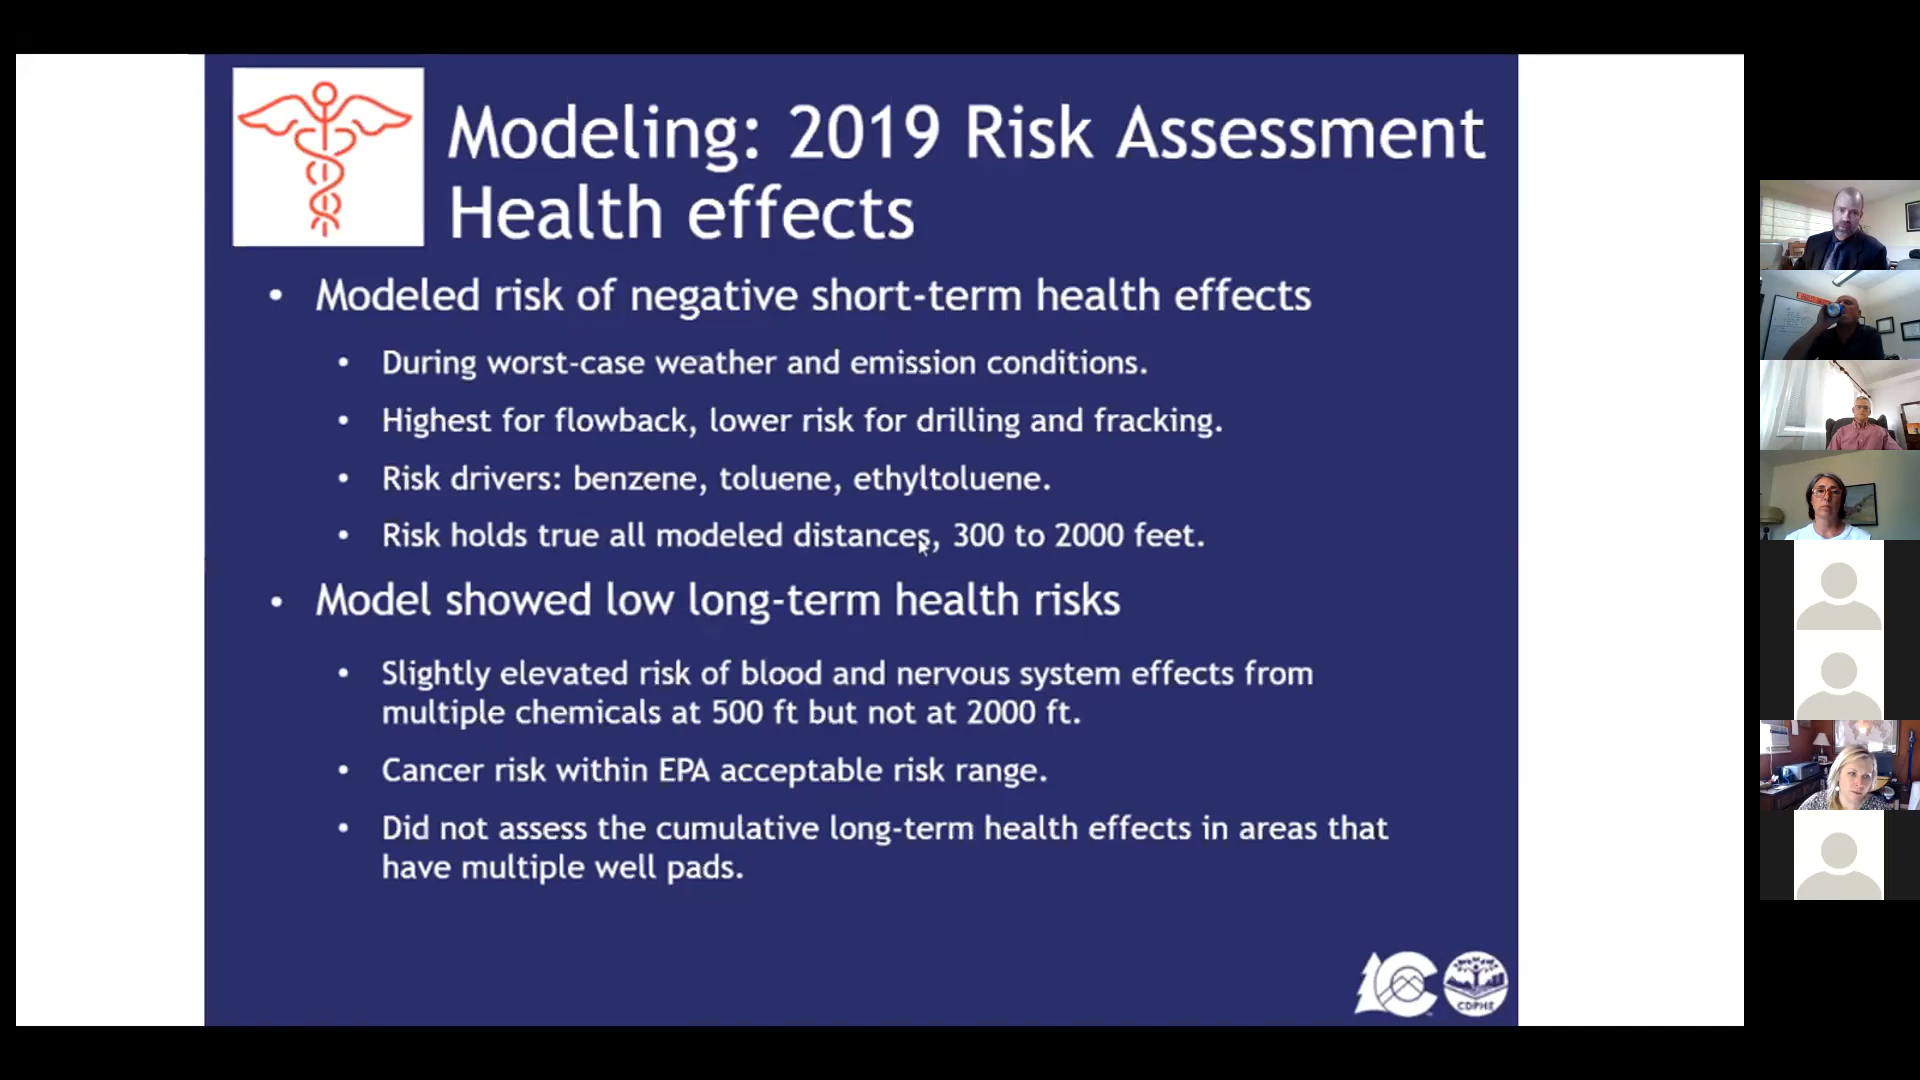 Modeling: 2019 Risk Assessment
Health effects
• Modeled risk of negative short-term health effects
• During worst-case weather and emission conditions.
• Highest for flowback, lower risk for drilling and fracking.
• Risk drivers: benzene, toluene, ethyltoluene.
• Risk holds true all modeled distances, 300 to 2000 feet.
• Model showed low long-term health risks
• Slightly elevated risk of blood and nervous system effects from
multiple chemicals at 500 ft but not at 2000 ft.
• Cancer risk within EPA acceptable risk range.
• Did not assess the cumulative long-term health effects in areas that
have multiple well pads.
CDPHE